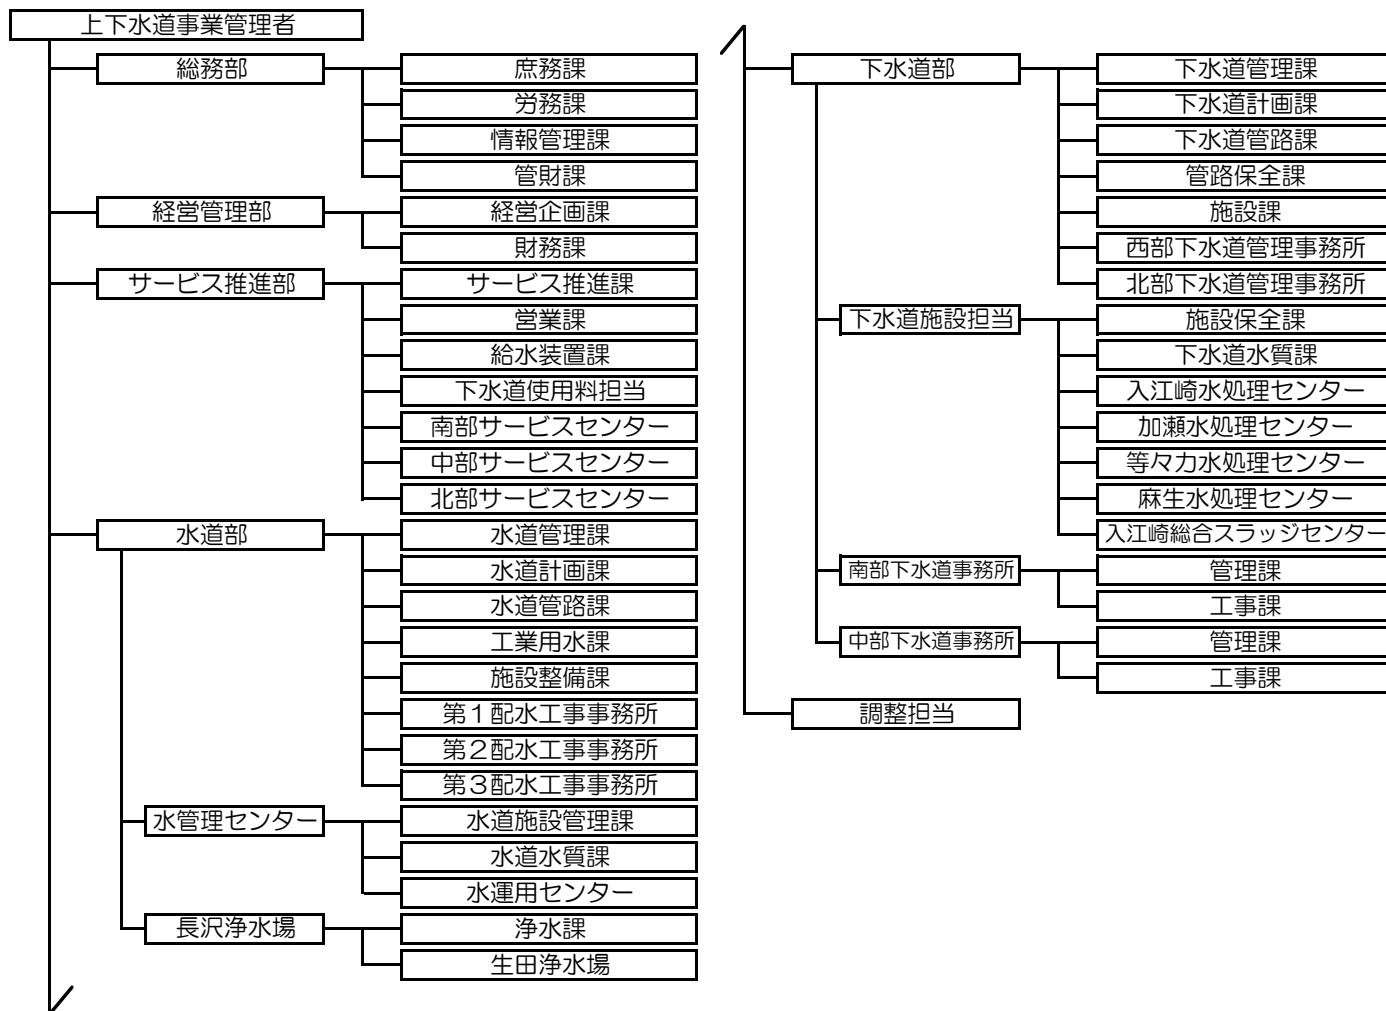 上下水道事業管理者
総務部
庶務課
労務課
情報管理課
管財課
経営管理部
経営企画課
財務課
サービス推進部
サービス推進課
営業課
給水装置課
下水道使用料担当
南部サービスセンター
中部サービスセンター
北部サービスセンター
水道部
水道管理課
水道計画課
水道管路課
工業用水課
施設整備課
第１配水工事事務所
第２配水工事事務所
第３配水工事事務所
水管理センター
水道施設管理課
水道水質課
水運用センター
長沢浄水場
浄水課
生田浄水場
下水道部
下水道管理課
下水道計画課
下水道管路課
管路保全課
施設課
西部下水道管理事務所
北部下水道管理事務所
下水道施設担当
施設保全課
下水道水質課
入江崎水処理センター
加瀬水処理センター
等々力水処理センター
麻生水処理センター
入江崎総合スラッジセンター
南部下水道事務所
管理課
工事課
中部下水道事務所
管理課
工事課
調整担当